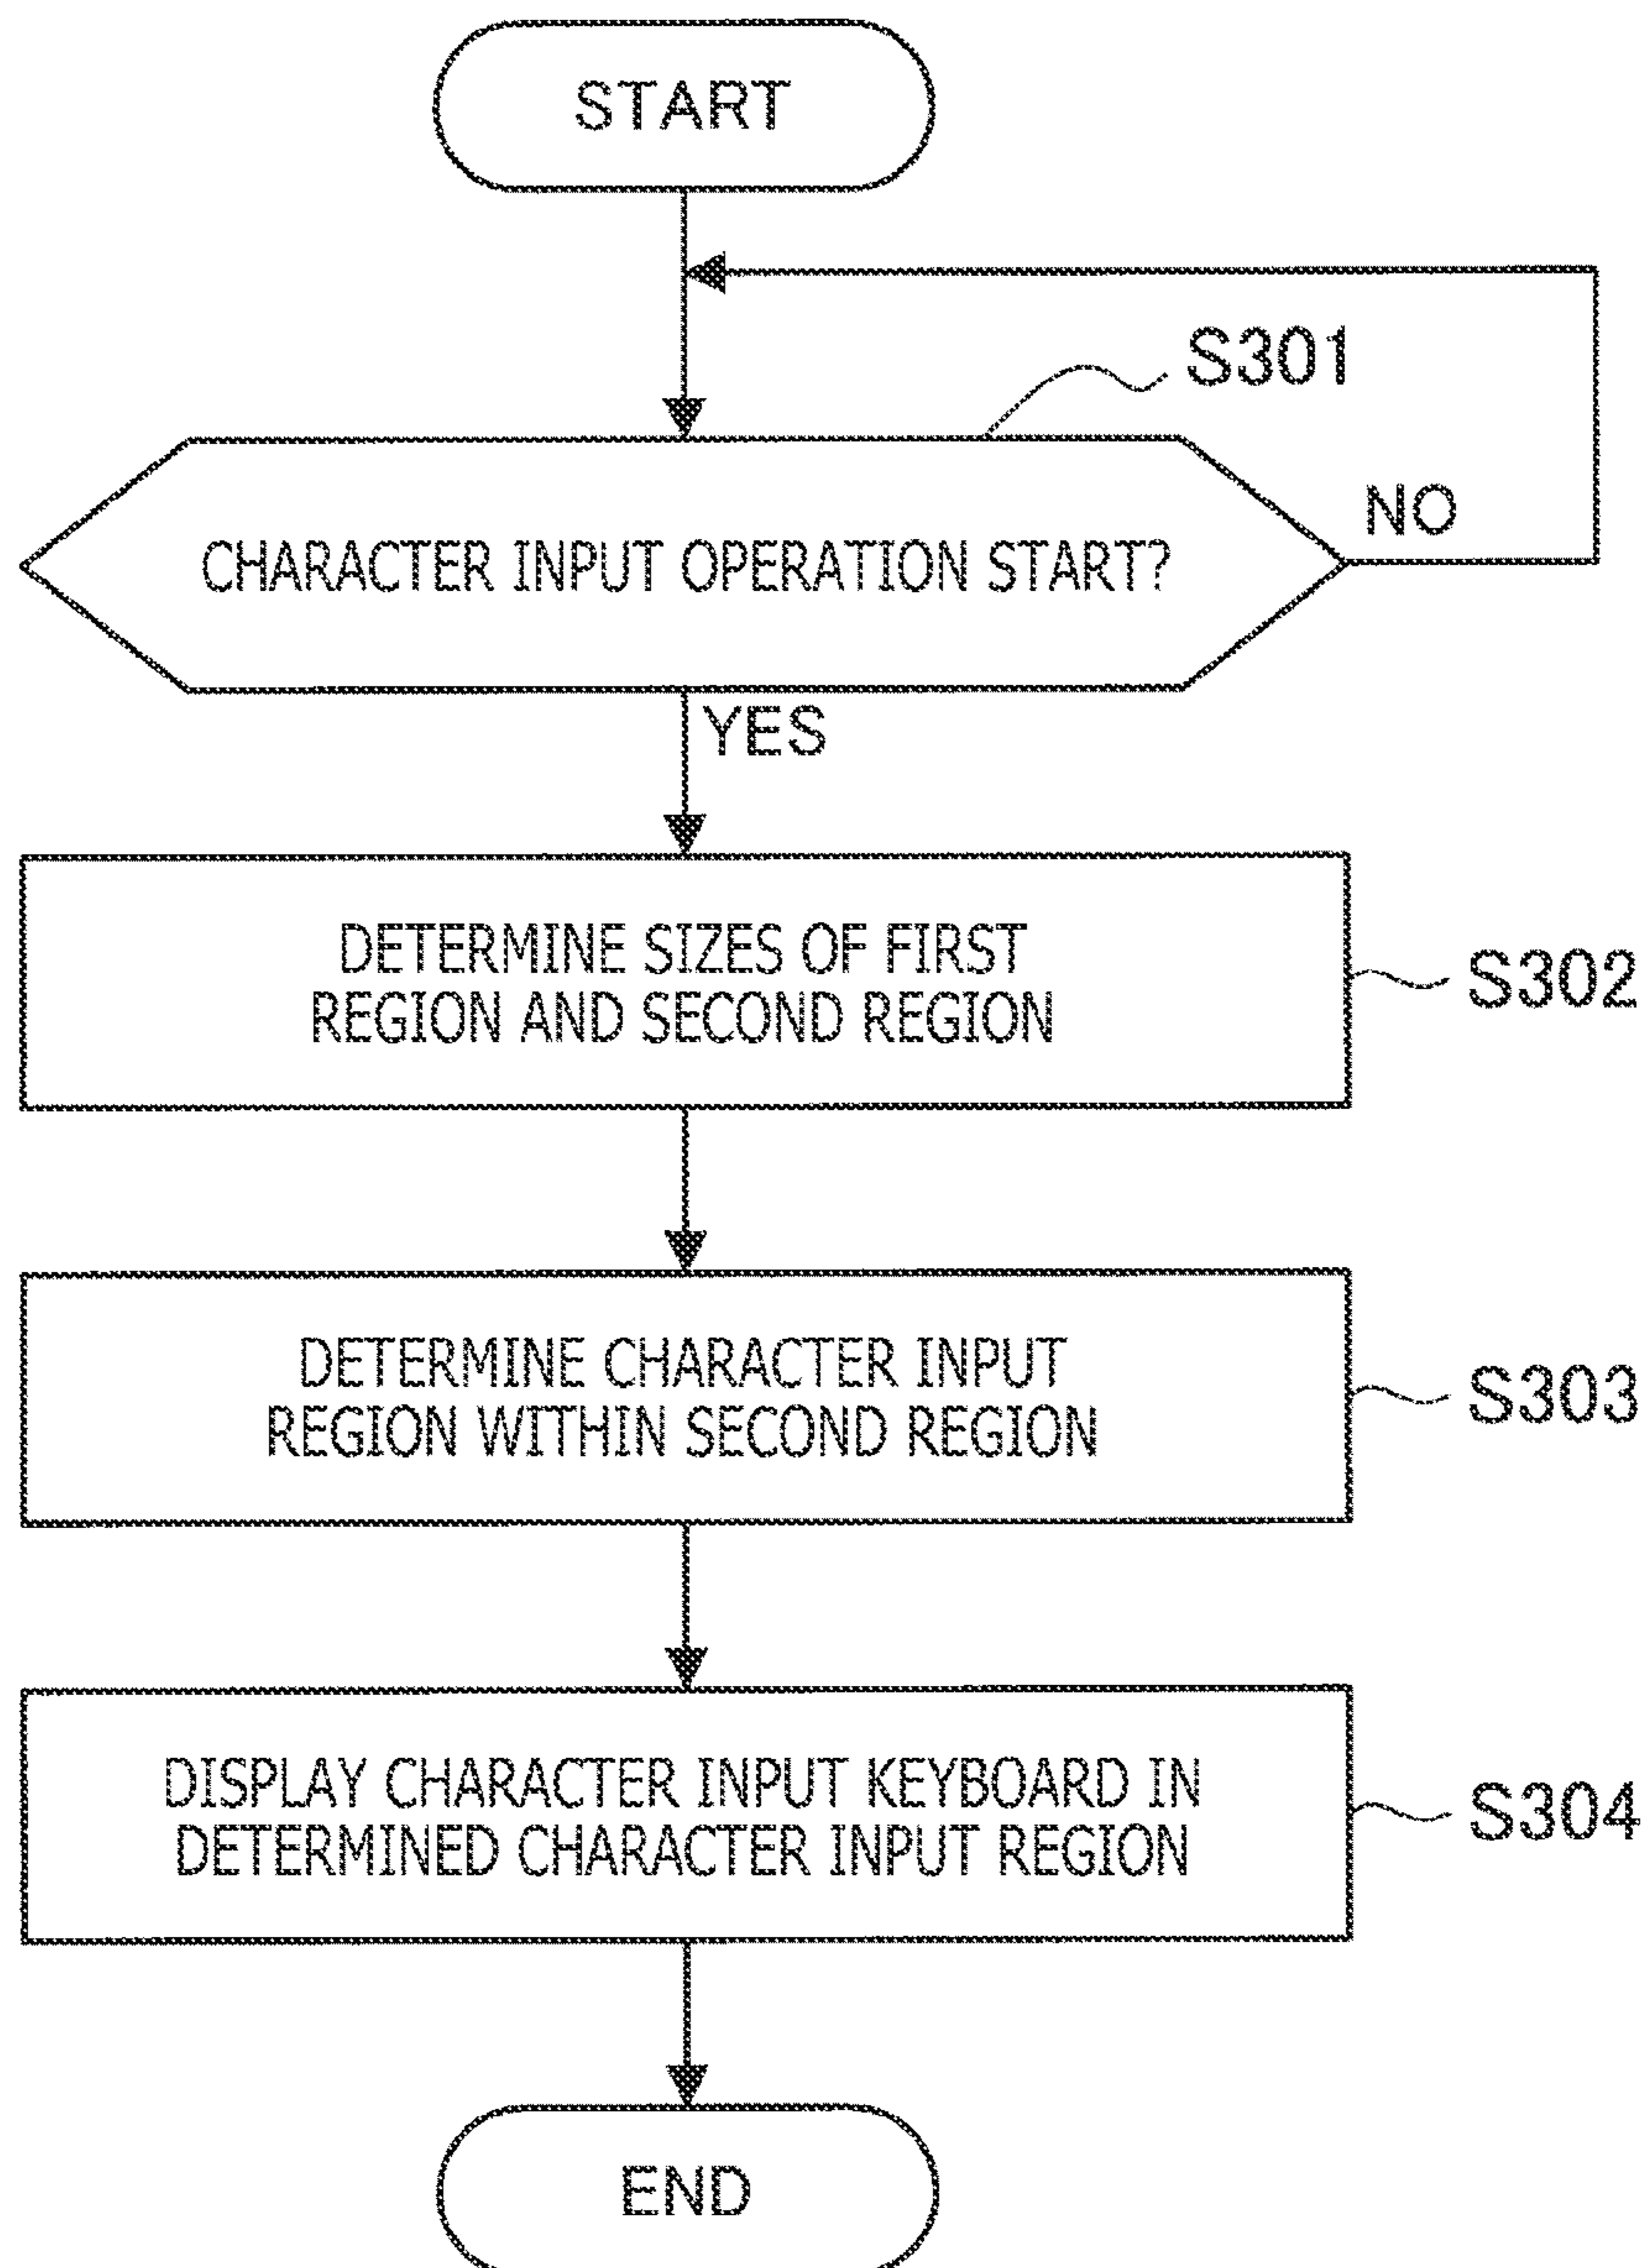 START
S301
NO
CHARACTER INPUT OPERATION START?
YES
DETERMINE SIZES OF FIRST
REGION AND SECOND REGION
S302
DETERMINE CHARACTER INPUT
REGION WITHIN SECOND REGION
S303
DISPLAY CHARACTER INPUT KEYBOARD IN
DETERMINED CHARACTER INPUT REGION
S304
END